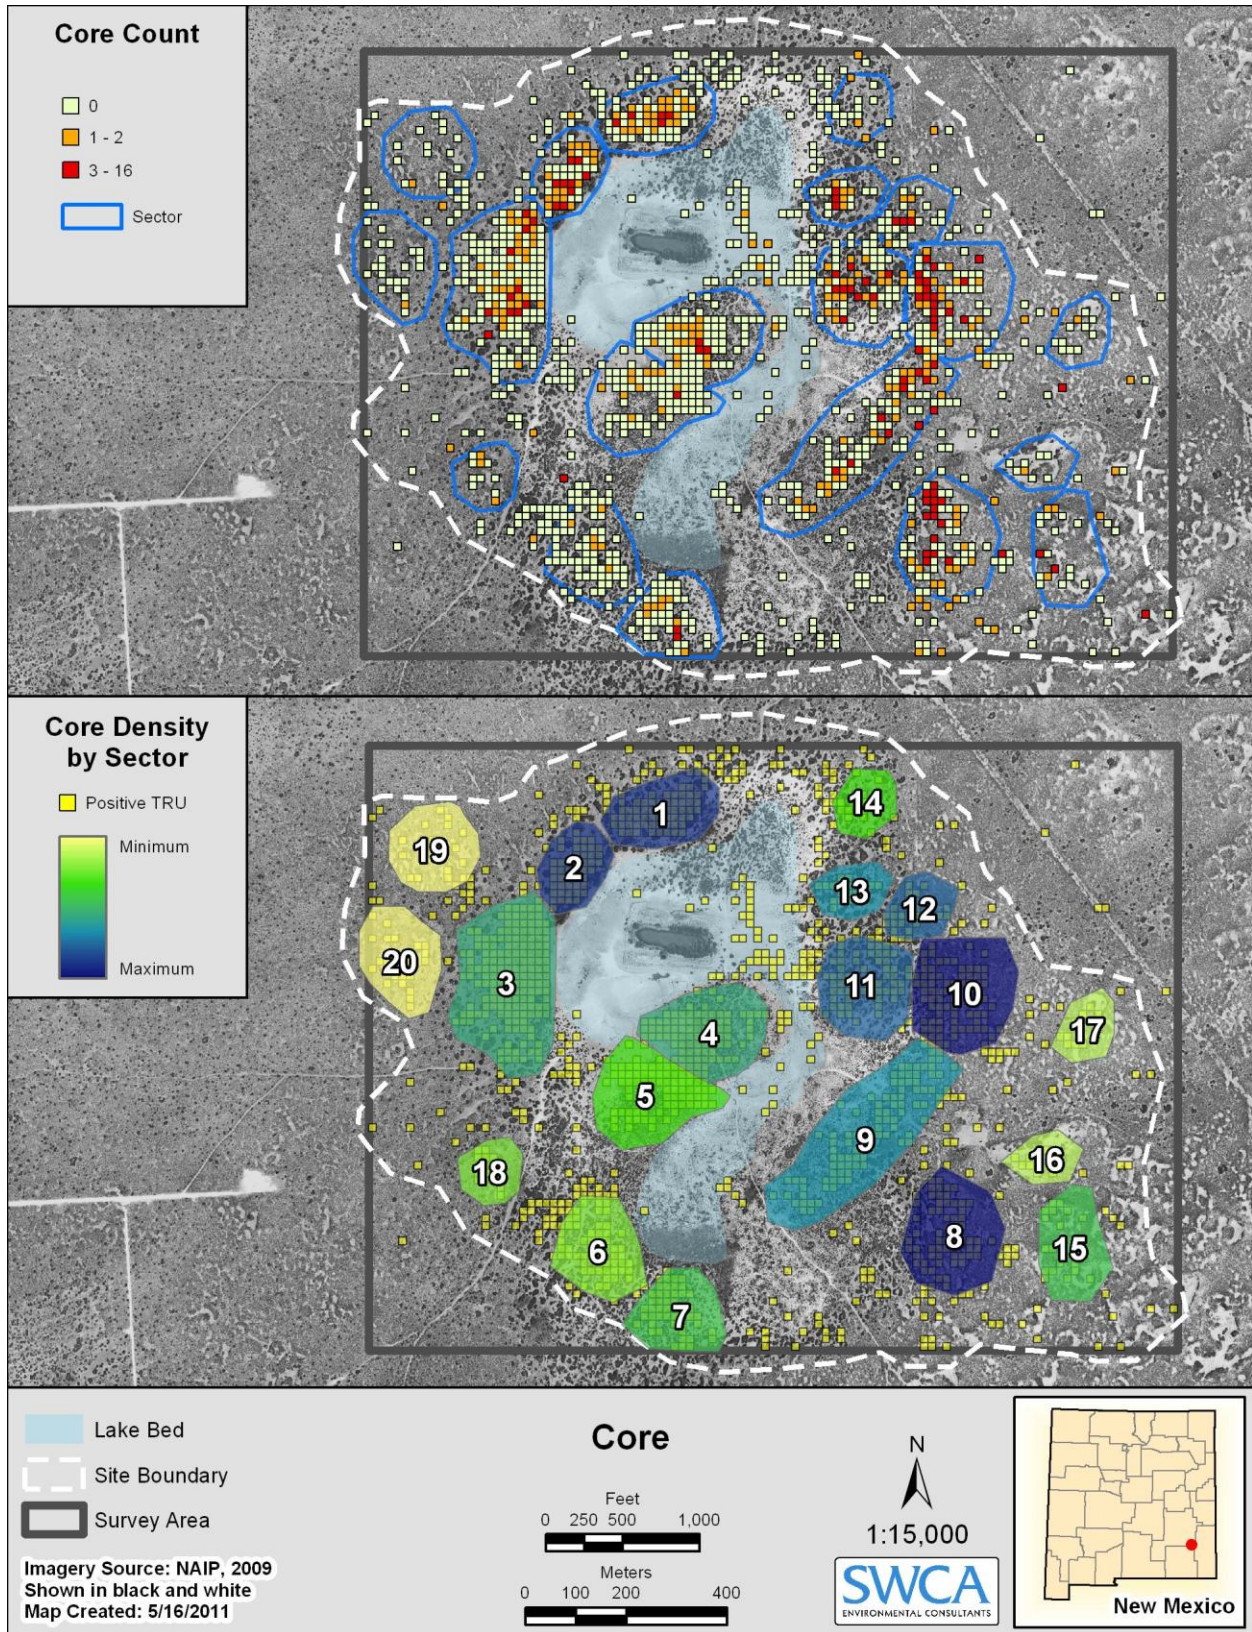 Core Count
0
1 - 2
3 - 16
Sector
Core Density
by Sector
Positive TRU
Minimum
Maximum
1
14
19
2
13
12
20
3
11
10
4
17
5
9
18
16
6
8
15
7
Lake Bed
Site Boundary
Survey Area
Imagery Source: NAIP, 2009
Shown in black and white
Map Created: 5/16/2011
Core
Feet
0 250 500 1,000
Meters
0 100 200 400
N
1:15,000
SWCA
ENVIRONMENTAL CONSULTANTS
New Mexico